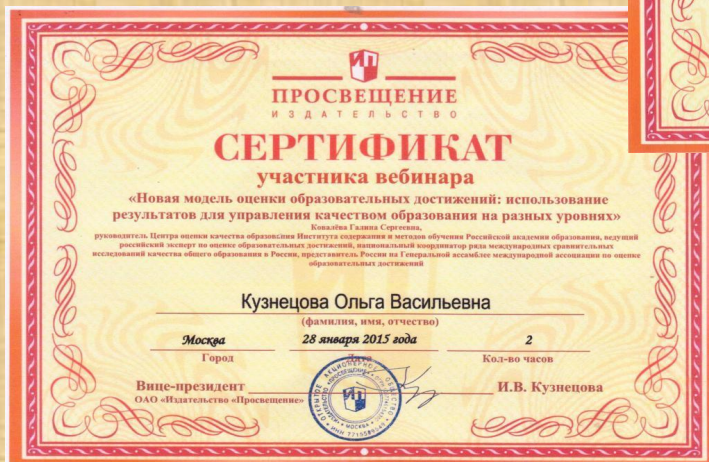 ИП
ПРОСВЕЩЕНИЕ
ИЗДАТЕЛЬСТВО
СЕРТИФИКАТ
участника вебинара
«Новая модель оценки образовательных достижений: использование
результатов для управления качеством образования на разных уровнях»
Ковалёва Галина Сергеевна,
руководитель Центра оценки качества образования Института содержания и методов обучения Российской академии образования, ведущий
российский эксперт по оценке образовательных достижений, национальный координатор ряда международных сравнительных
исследований качества общего образования в России, представитель России на Генеральной ассамблее международной ассоциации по оценке
образовательных достижений
Кузнецова Ольга Васильевна
(фамилия, имя, отчество)
Москва 28 января 2015 года 2
Город Дата Кол-во часов
Вице-президент И.В. Кузнецова
ОАО «Издательство «Просвещение»
ОТКРЫТОЕ АКЦИОНЕРНОЕ ОБЩЕСТВО
МОСКВА